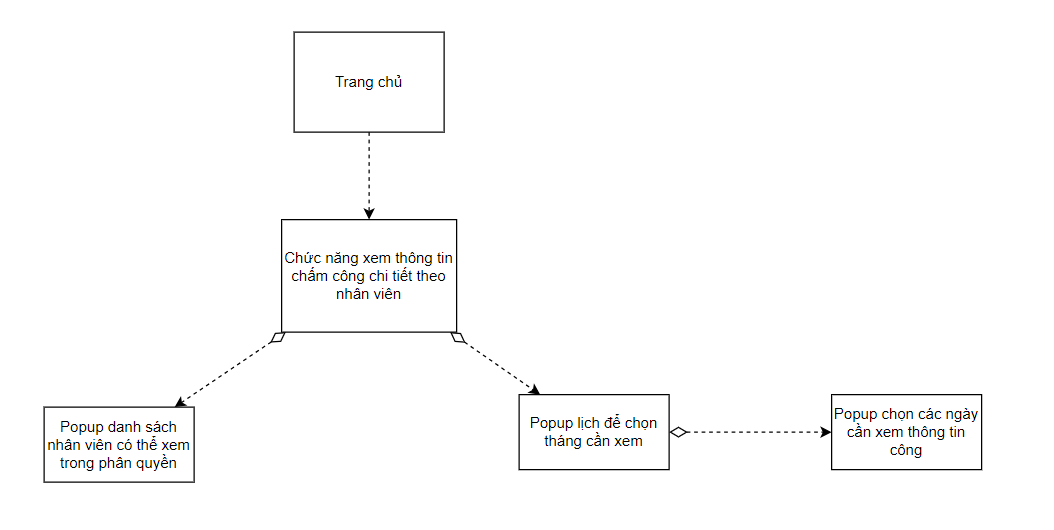 Trang chủ
Chức năng xem thông tin
chấm công chi tiết theo
nhân viên
Popup danh sách
nhân viên có thể xem
trong phân quyền
Popup lịch để chọn
tháng cần xem
Popup chọn các ngày
cần xem thông tin
công